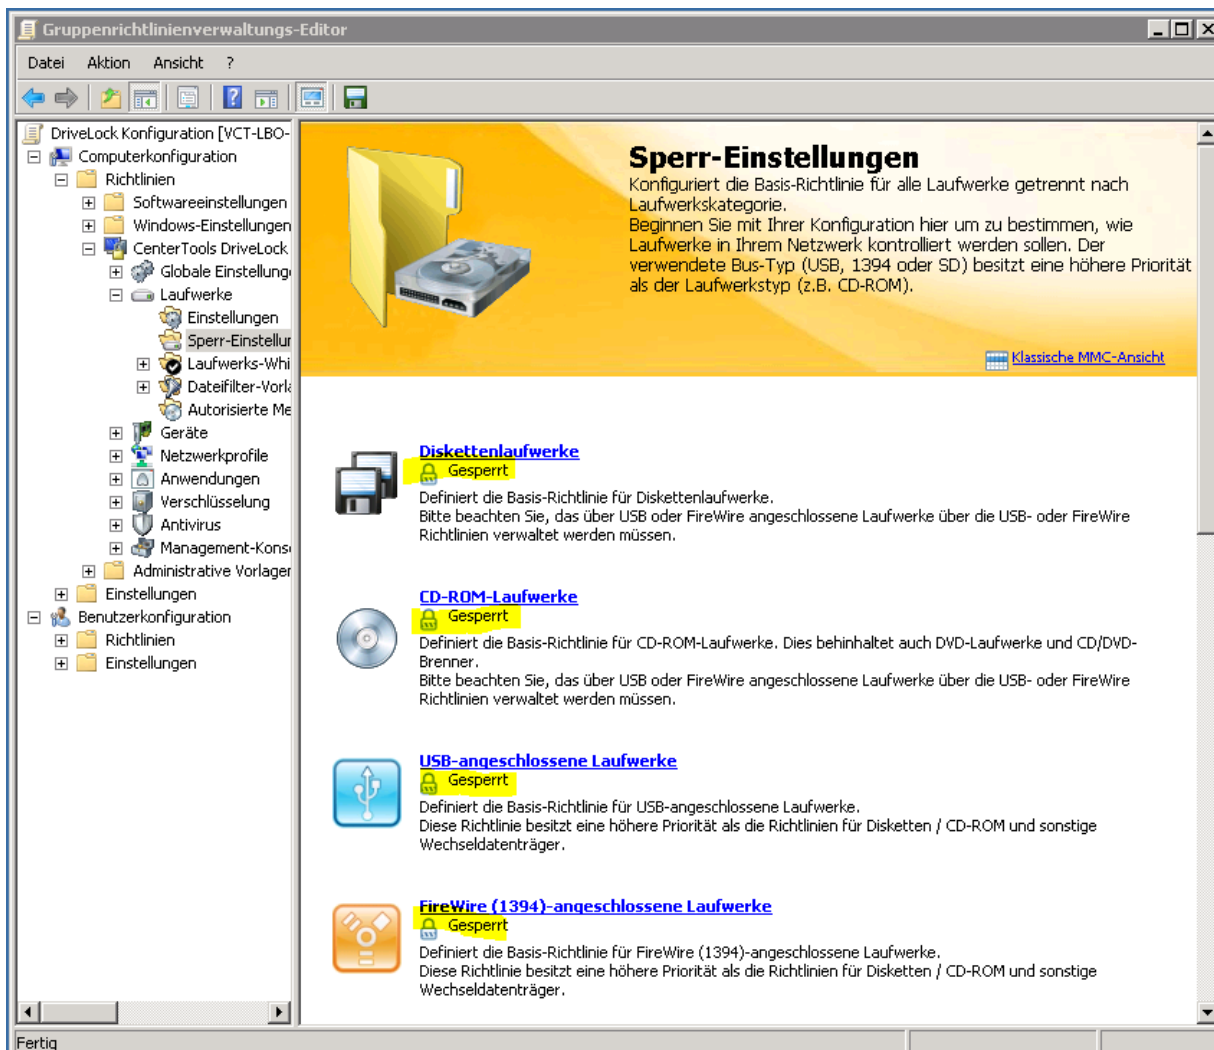 Gruppenrichtlinienverwaltungs-Editor
Datei Aktion Ansicht ?
DriveLock Konfiguration [VCT-LBO-
Computerkonfiguration
Richtlinien
Softwareeinstellungen
Windows-Einstellungen
CenterTools DriveLock
Globale Einstellung
Laufwerke
Einstellungen
Sperr-Einstellur
Laufwerks-Whi
Dateifilter-Vorla
Autorisierte Me
Geräte
Netzwerkprofile
Anwendungen
Verschlüsselung
Antivirus
Management-Konso
Administrative Vorlager
Einstellungen
Benutzerkonfiguration
Richtlinien
Einstellungen
Sperr-Einstellungen
Konfiguriert die Basis-Richtlinie für alle Laufwerke getrennt nach
Laufwerkskategorie.
Beginnen Sie mit Ihrer Konfiguration hier um zu bestimmen, wie
Laufwerke in Ihrem Netzwerk kontrolliert werden sollen. Der
verwendete Bus-Typ (USB, 1394 oder SD) besitzt eine höhere Priorität
als der Laufwerkstyp (z.B. CD-ROM).
Klassische MMC-Ansicht
Diskettenlaufwerke
Gesperrt
Definiert die Basis-Richtlinie für Diskettenlaufwerke.
Bitte beachten Sie, das über USB oder FireWire angeschlossene Laufwerke über die USB- oder FireWire
Richtlinien verwaltet werden müssen.
CD-ROM-Laufwerke
Gesperrt
Definiert die Basis-Richtlinie für CD-ROM-Laufwerke. Dies behinhaltet auch DVD-Laufwerke und CD/DVD-
Brenner.
Bitte beachten Sie, das über USB oder FireWire angeschlossene Laufwerke über die USB- oder FireWire
Richtlinien verwaltet werden müssen.
USB-angeschlossene Laufwerke
Gesperrt
Definiert die Basis-Richtlinie für USB-angeschlossene Laufwerke.
Diese Richtlinie besitzt eine höhere Priorität als die Richtlinien für Disketten / CD-ROM und sonstige
Wechseldatenträger.
FireWire (1394)-angeschlossene Laufwerke
Gesperrt
Definiert die Basis-Richtlinie für FireWire (1394)-angeschlossene Laufwerke.
Diese Richtlinie besitzt eine höhere Priorität als die Richtlinien für Disketten / CD-ROM und sonstige
Wechseldatenträger.
Fertig